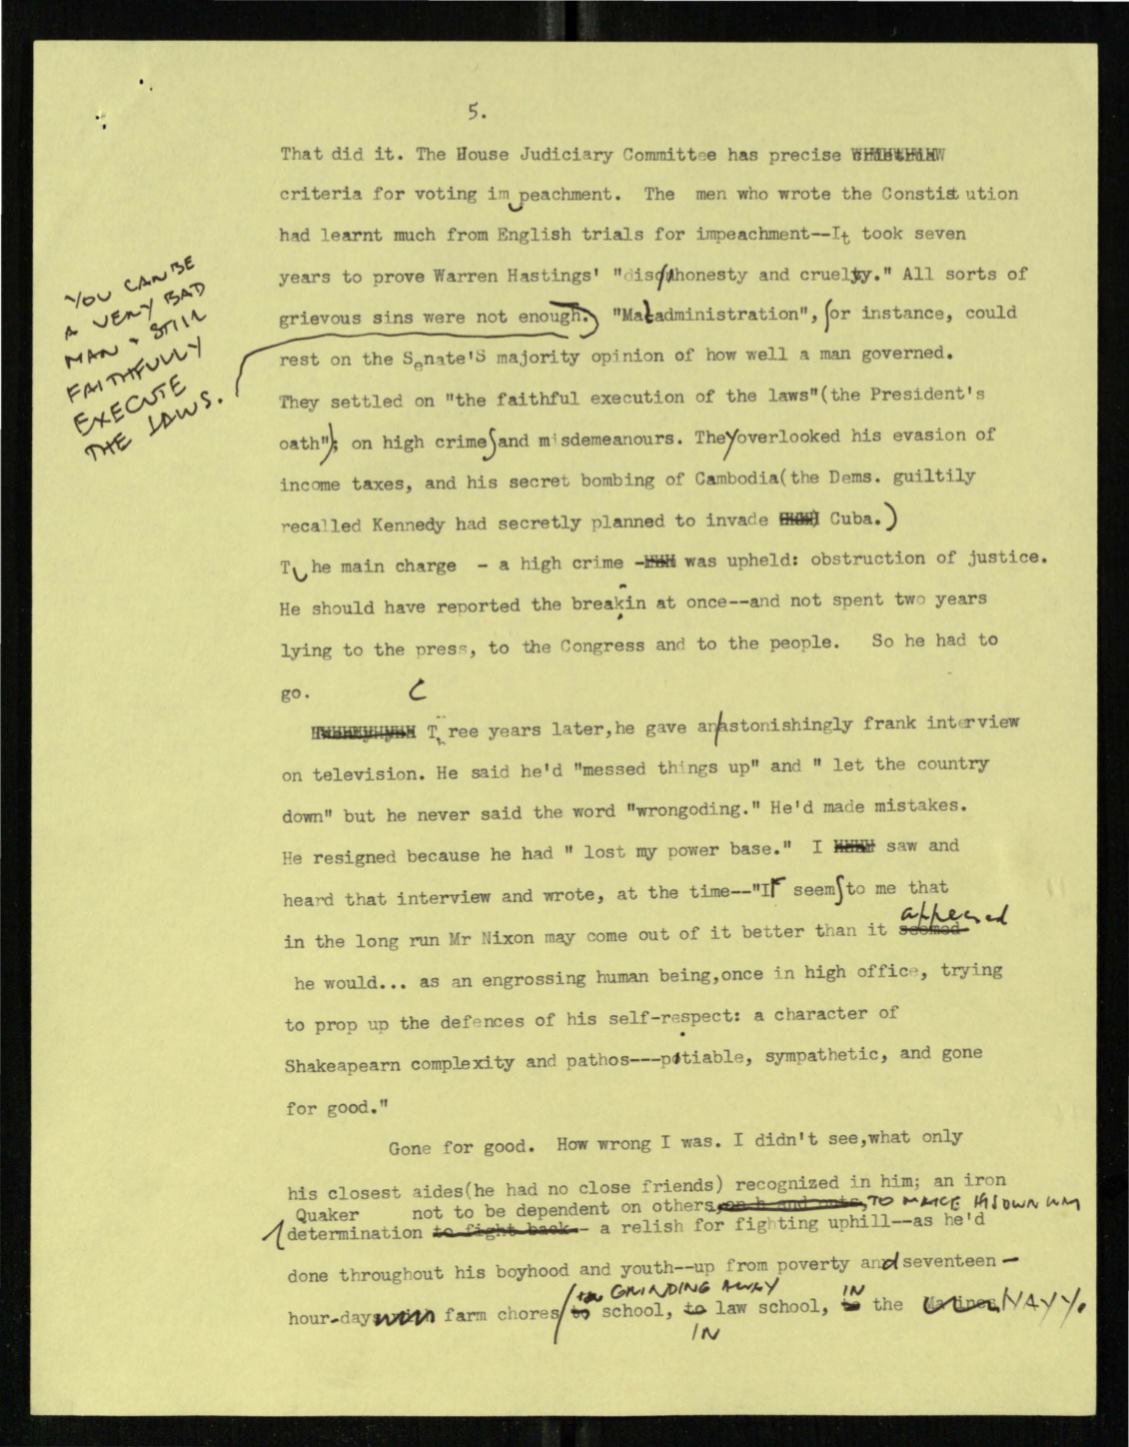 5.
That did it. The House Judiciary Committee has precise
criteria for voting im peachment. The men who wrote the Constist ution
had learnt much from English trials for impeachment--It took seven
years to prove Warren Hastings' "dishonesty and cruelty." All sorts of
grievous sins were not enough. "Maladministration", for instance, could
rest on the Senate's majority opinion of how well a man governed.
They settled on "the faithful execution of the laws"(the President's
oath"); on high crimes and misdemeanours. They overlooked his evasion of
income taxes, and his secret bombing of Cambodia(the Dems. guiltily
recalled Kennedy had secretly planned to invade Cuba.)
T he main charge - a high crime - was upheld: obstruction of justice.
He should have reported the breakin at once--and not spent two years
lying to the press, to the Congress and to the people. So he had to
go.
YOU CAN BE
A VERY BAD
MAN & STILL
FAITHFULLY
EXECUTE
THE LAWS.
T ree years later,he gave an astonishingly frank interview
on television. He said he'd "messed things up" and " let the country
down" but he never said the word "wrongoding." He'd made mistakes.
He resigned because he had " lost my power base." I saw and
heard that interview and wrote, at the time--"It seems to me that
in the long run Mr Nixon may come out of it better than it seemed appeared
he would... as an engrossing human being,once in high office, trying
to prop up the defences of his self-respect: a character of
Shakeapearn complexity and pathos---pitiable, sympathetic, and gone
for good."
Gone for good. How wrong I was. I didn't see,what only
his closest aides(he had no close friends) recognized in him; an iron
Quaker not to be dependent on others, TO MAKE HIS OWN WAY
determination to fight back -- a relish for fighting uphill--as he'd
done throughout his boyhood and youth--up from poverty and seventeen-
GRINDING AWAY IN
hour-days farm chores to school, to law school, to the Marines NAVY.
IN